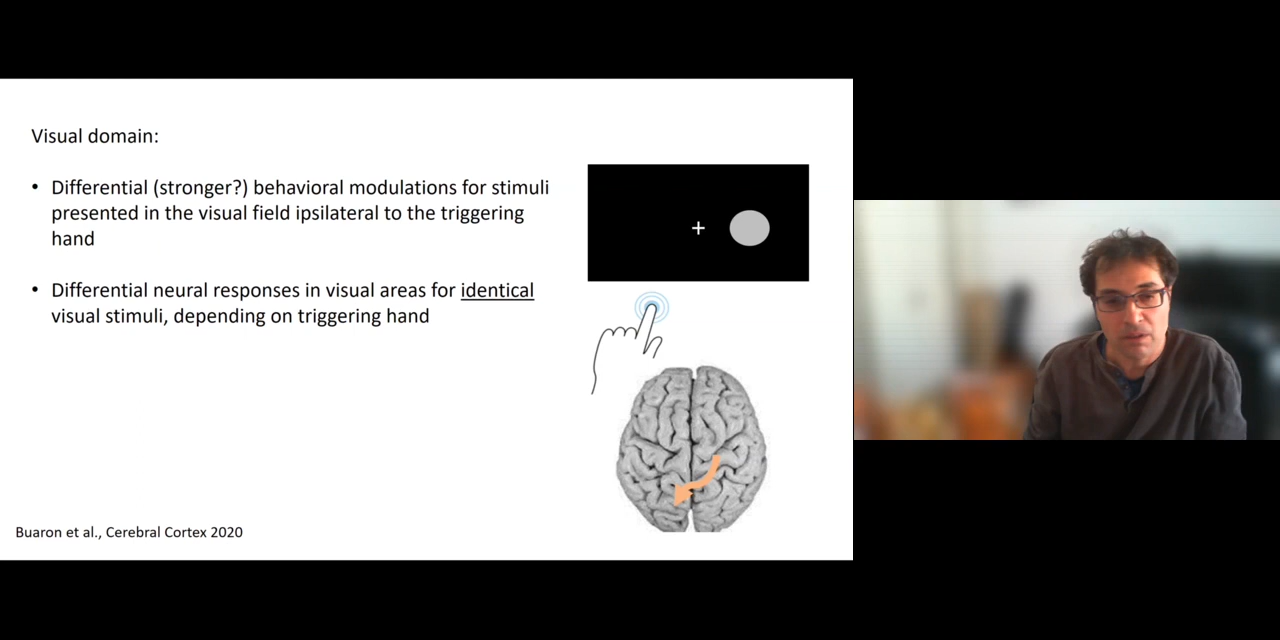 Visual domain:
• Differential (stronger?) behavioral modulations for stimuli
presented in the visual field ipsilateral to the triggering
hand
• Differential neural responses in visual areas for identical
visual stimuli, depending on triggering hand
Buaron et al., Cerebral Cortex 2020